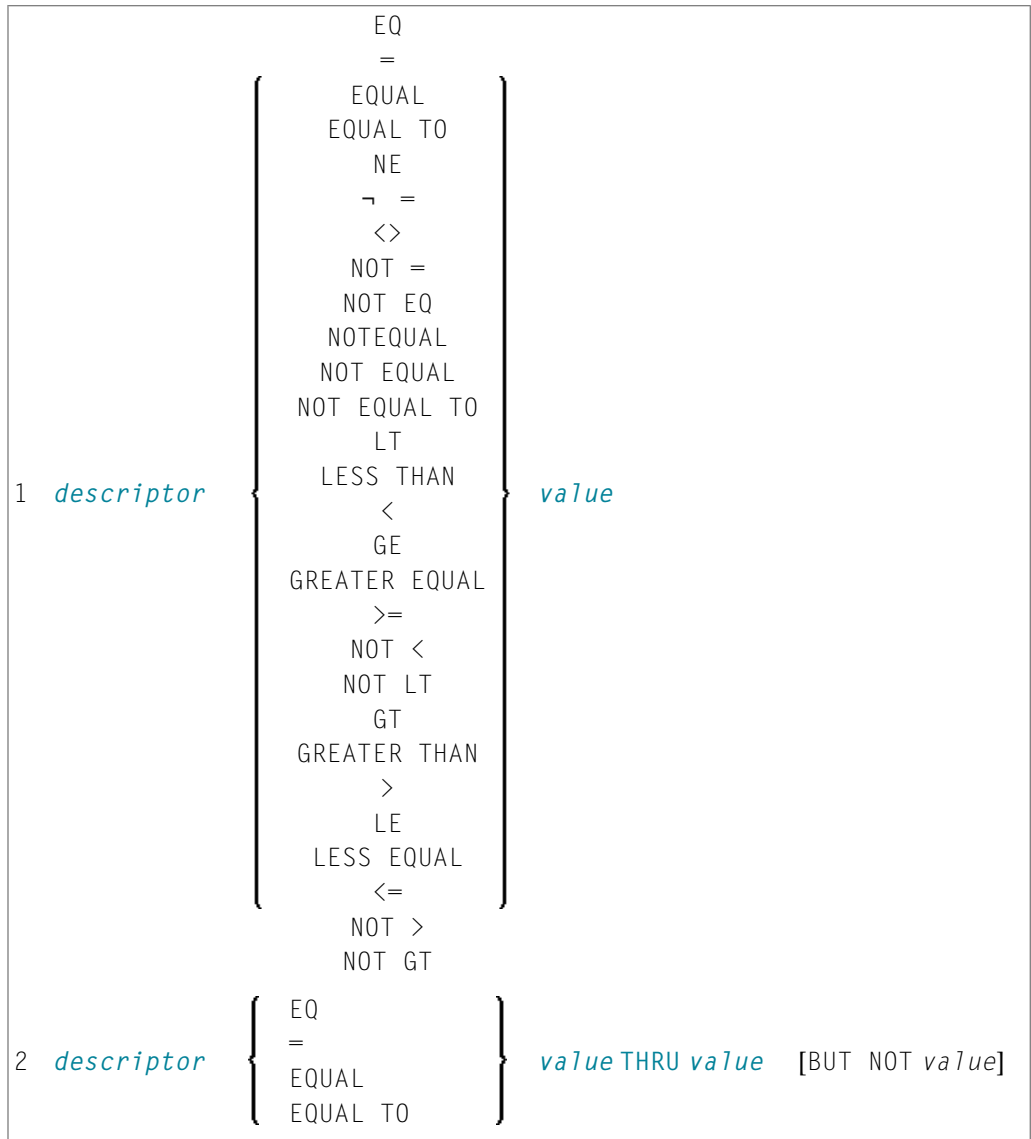 EQ
=
EQUAL
EQUAL TO
NE
¬ =
<>
NOT =
NOT EQ
NOTEQUAL
NOT EQUAL
NOT EQUAL TO
LT
LESS THAN
1 descriptor < value
GE
GREATER EQUAL
>=
NOT <
NOT LT
GT
GREATER THAN
>
LE
LESS EQUAL
<=
NOT >
NOT GT
EQ
=
2 descriptor value THRU value [BUT NOT value]
EQUAL
EQUAL TO